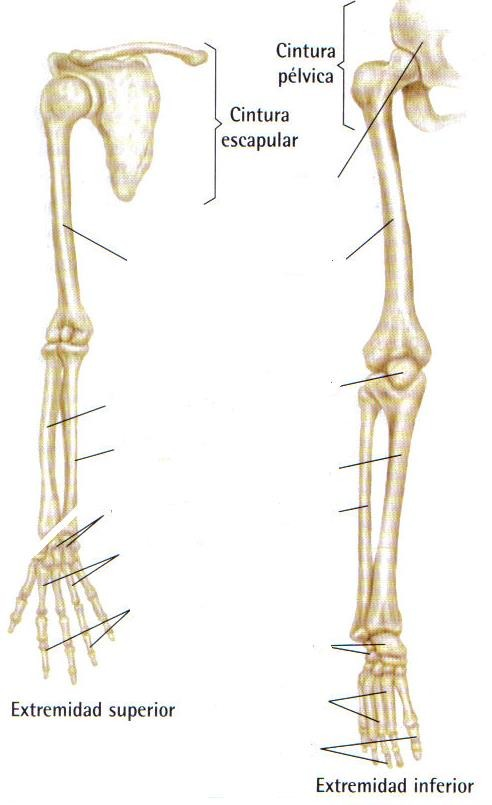 Cintura
escapular
Cintura
pélvica
Extremidad superior
Extremidad inferior